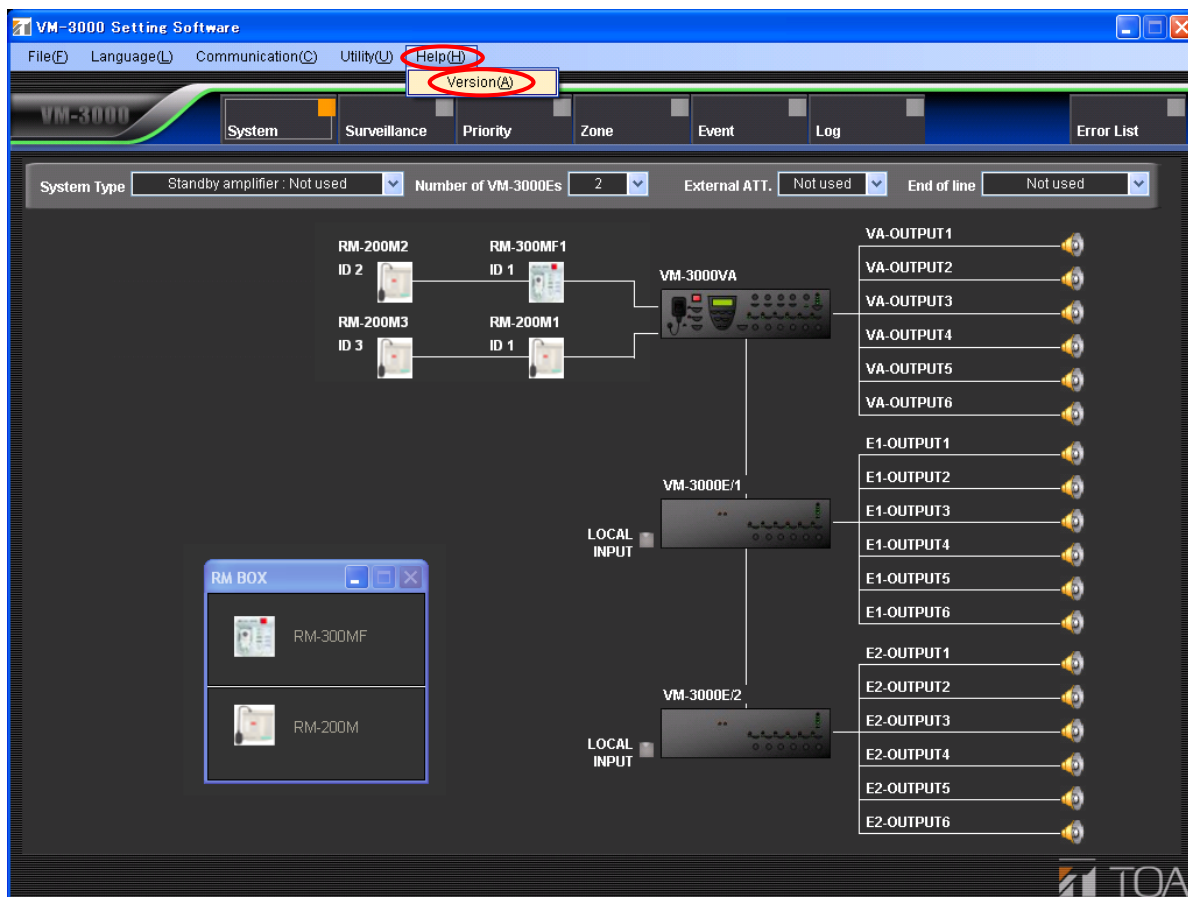 VM-3000 Setting Software
File(F) Language(L) Communication(C) Utility(U) Help(H)
Version(A)
VM-3000
System Surveillance Priority Zone Event Log Error List
System Type Standby amplifier : Not used Number of VM-3000Es 2 External ATT. Not used End of line Not used
RM-200M2 RM-300MF1
ID 2 ID 1
RM-200M3 RM-200M1
ID 3 ID 1
VM-3000VA
VA-OUTPUT1
VA-OUTPUT2
VA-OUTPUT3
VA-OUTPUT4
VA-OUTPUT5
VA-OUTPUT6
VM-3000E/1
LOCAL
INPUT
E1-OUTPUT1
E1-OUTPUT2
E1-OUTPUT3
E1-OUTPUT4
E1-OUTPUT5
E1-OUTPUT6
RM BOX
RM-300MF
RM-200M
VM-3000E/2
LOCAL
INPUT
E2-OUTPUT1
E2-OUTPUT2
E2-OUTPUT3
E2-OUTPUT4
E2-OUTPUT5
E2-OUTPUT6
TOA